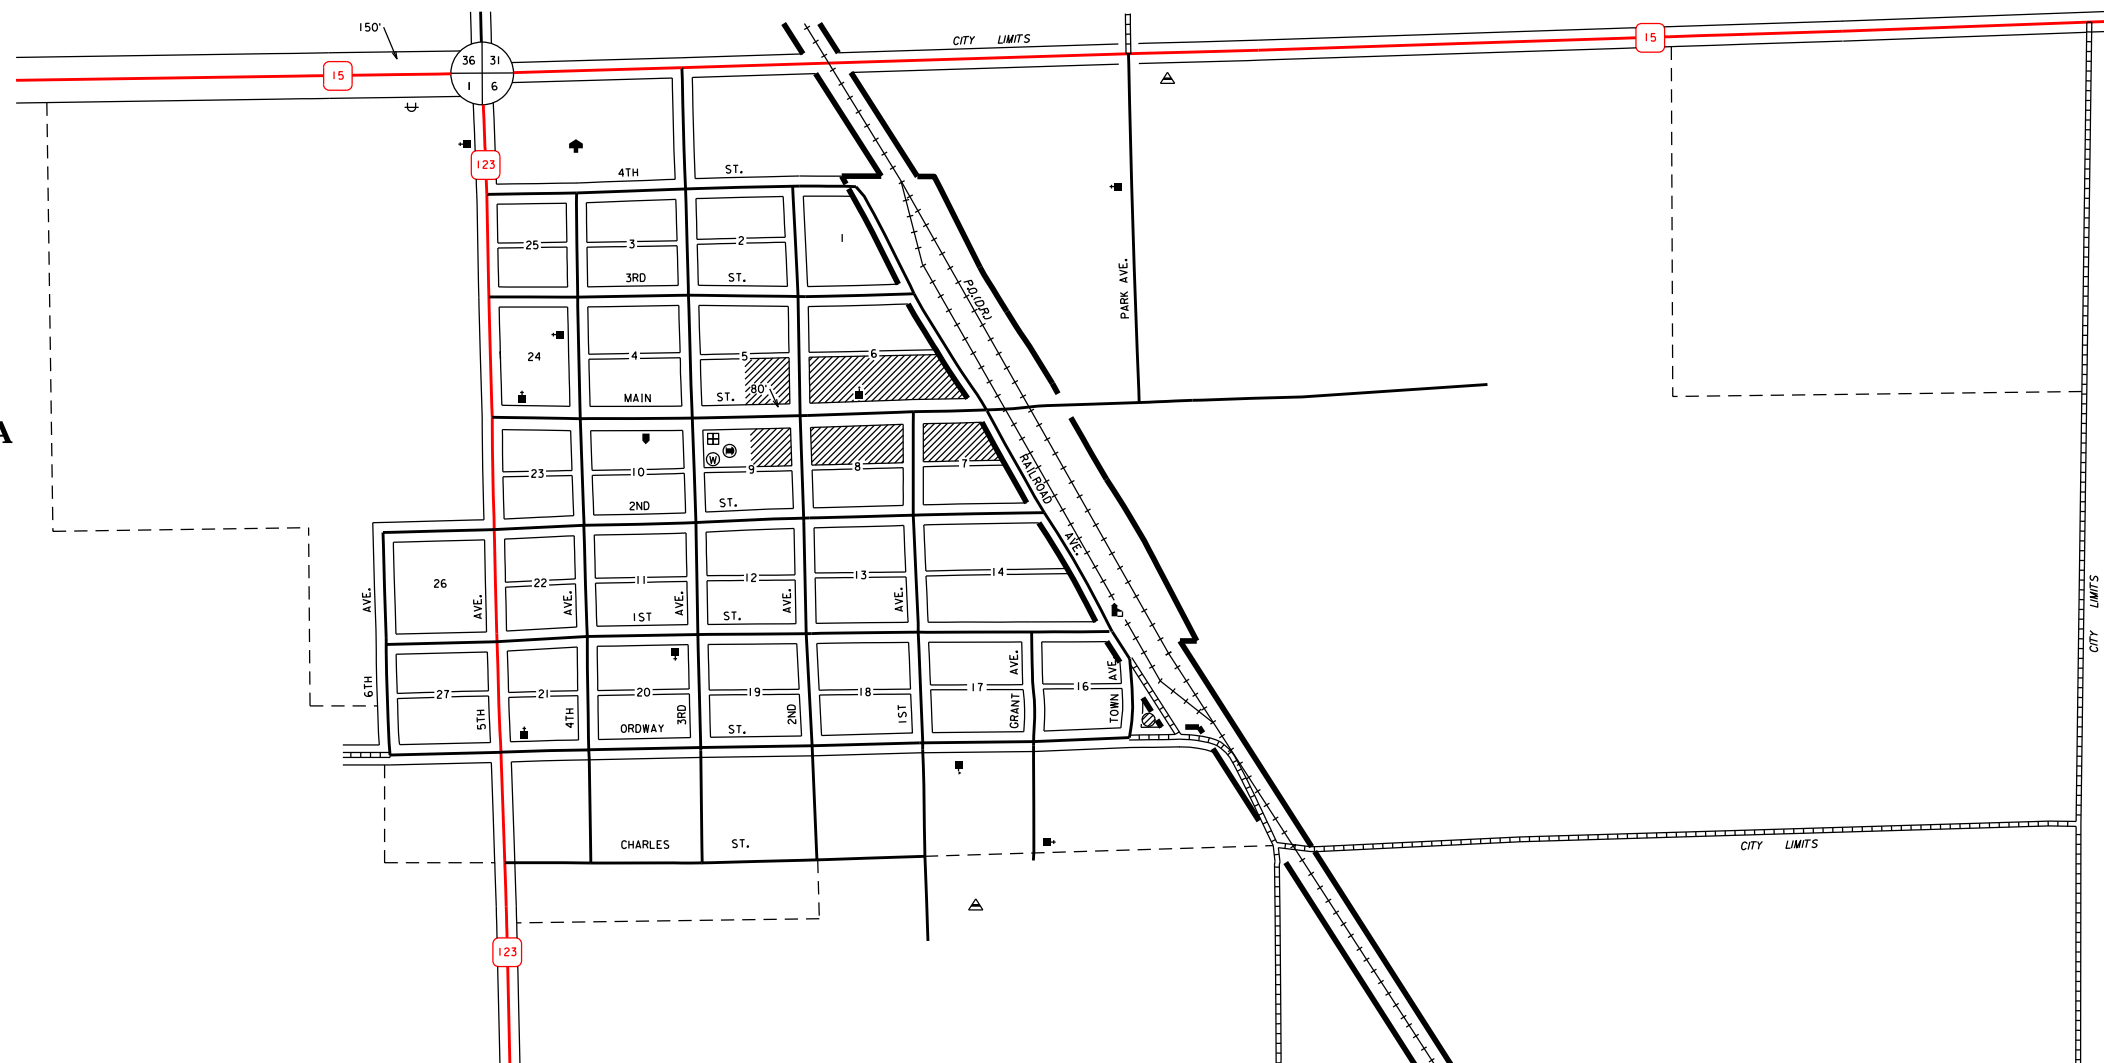 150'
CITY LIMITS
15
15
36 31
1 6
123
4TH ST.
25
3
2
1
3RD ST.
P.D.(D.R)
PARK AVE.
24
4
5
6
80'
MAIN ST.
A
W
23
10
9
8
7
RAILROAD AVE.
2ND ST.
26
22
11
12
13
14
6TH AVE.
5TH AVE.
4TH AVE.
3RD AVE.
2ND AVE.
1ST AVE.
1ST ST.
GRANT AVE.
TOWN AVE.
27
21
20
19
18
17
16
ORDWAY ST.
CHARLES ST.
CITY LIMITS
CITY LIMITS
123